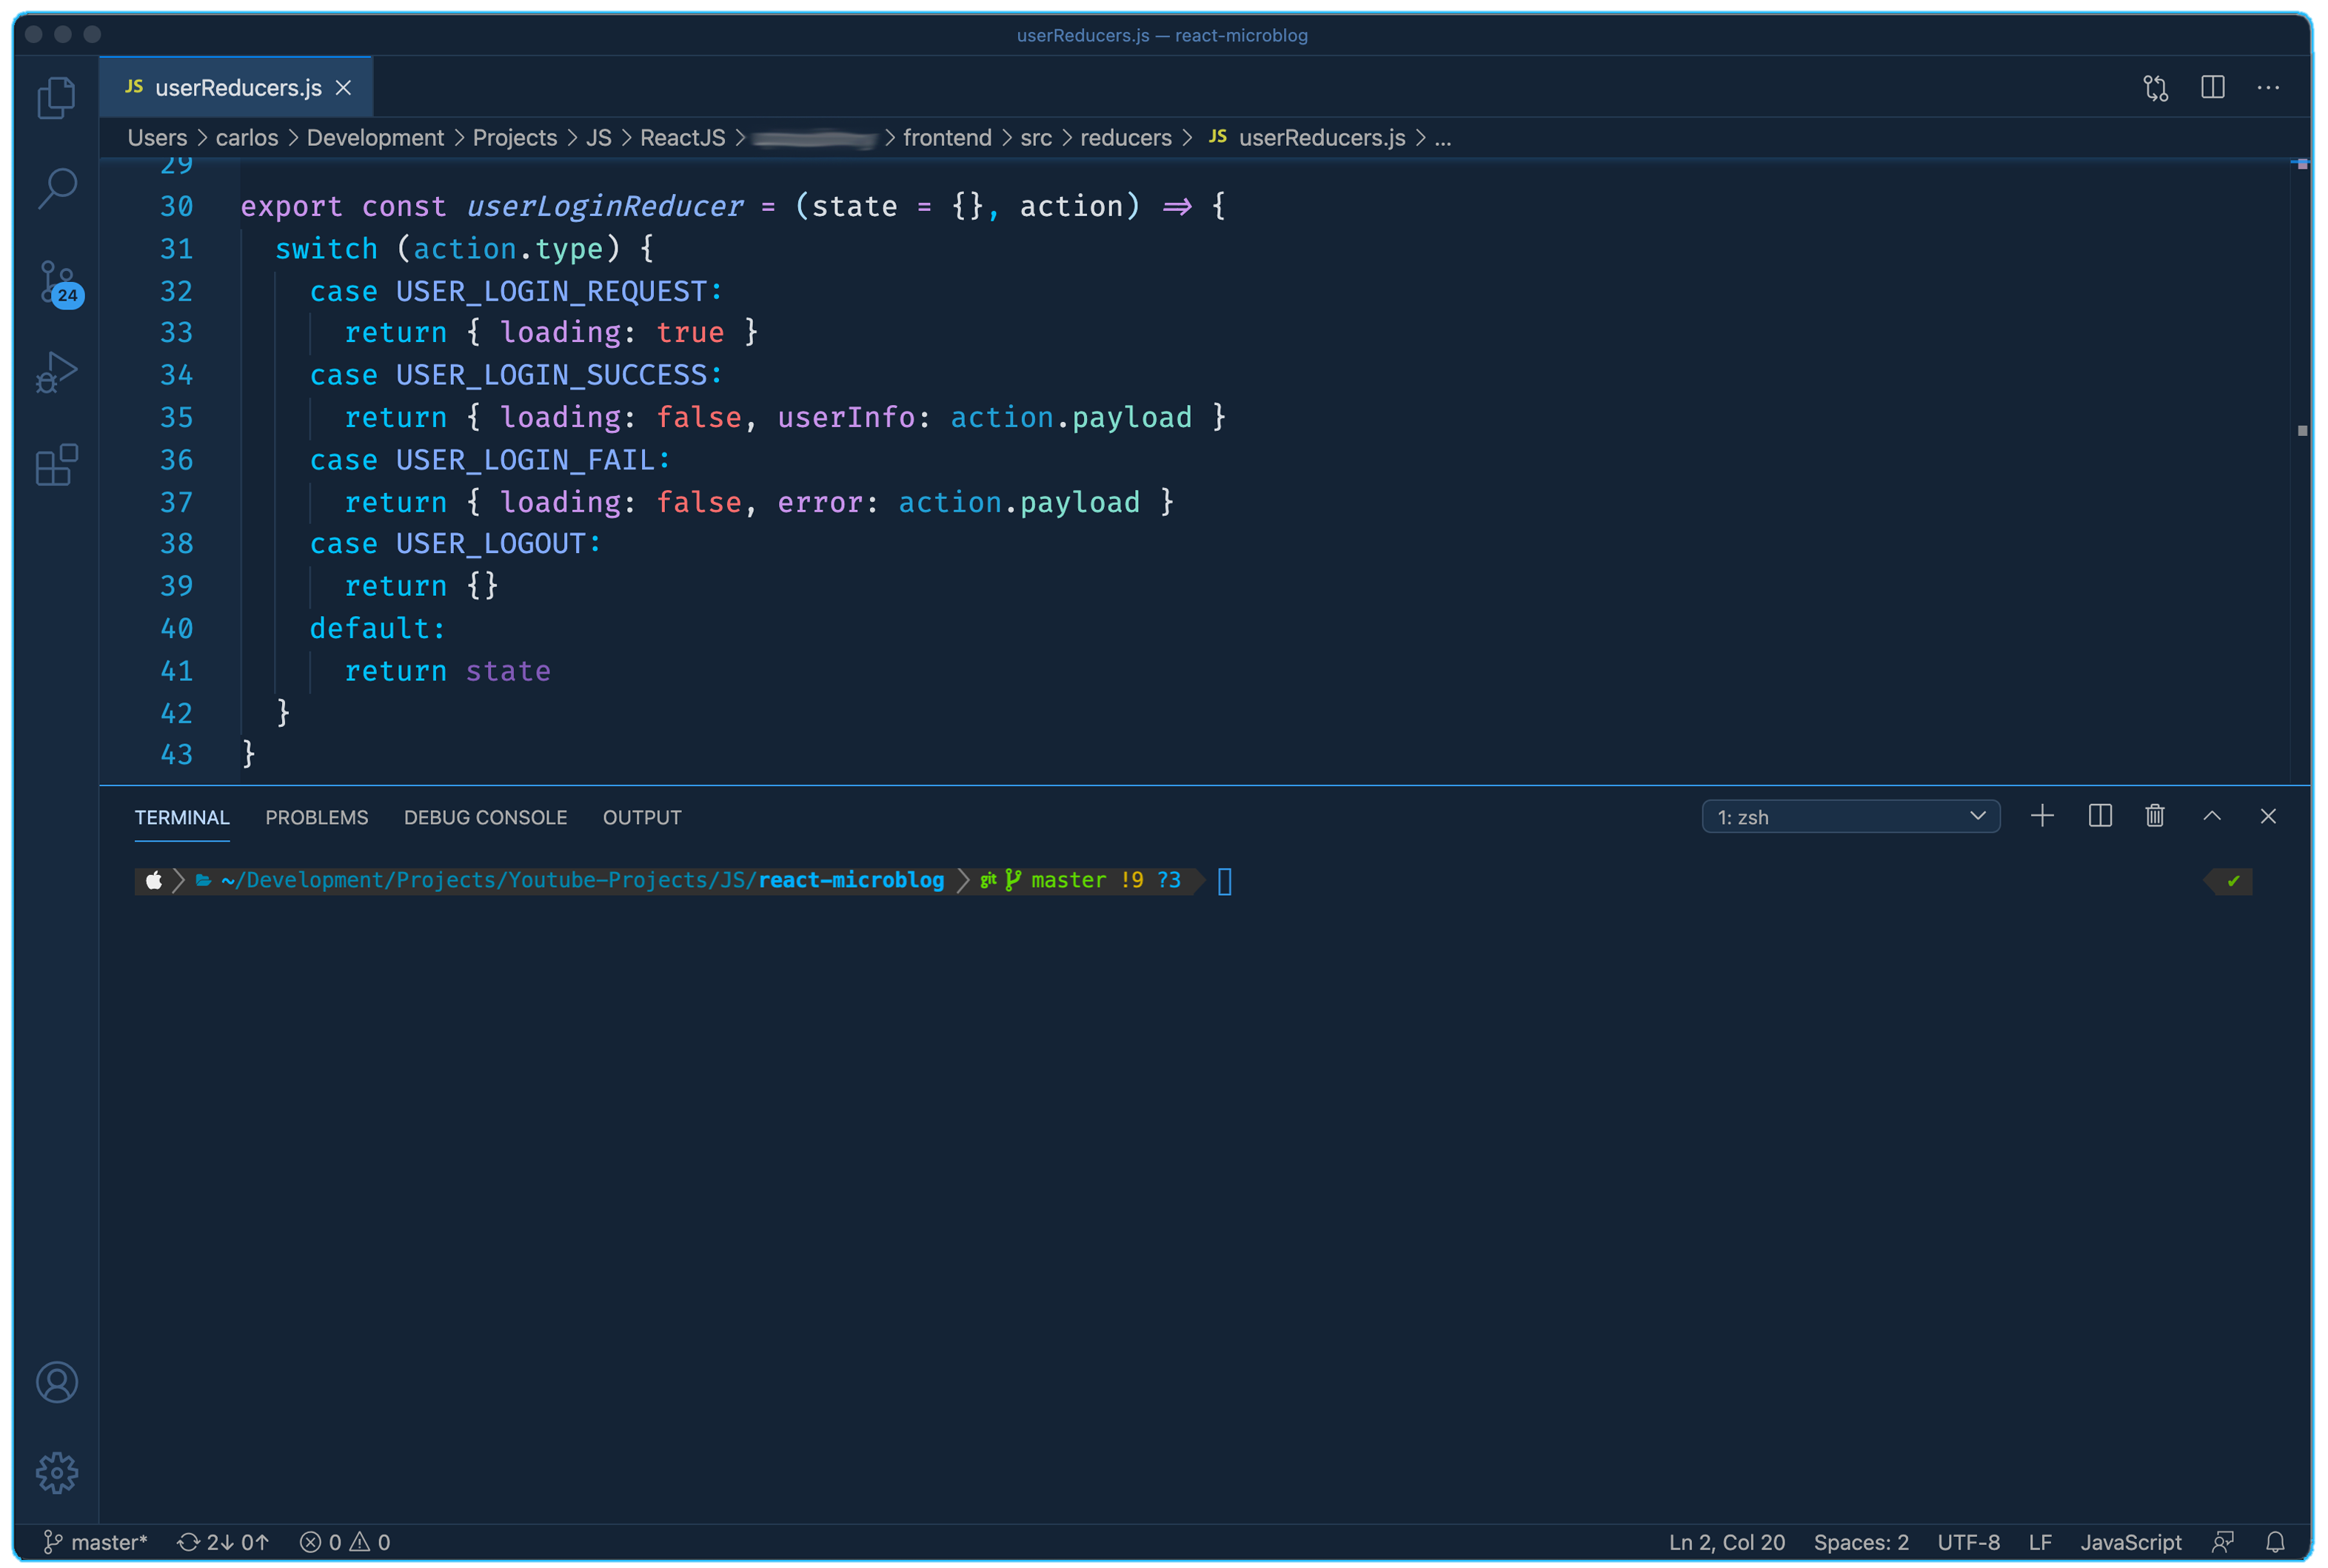 userReducers.js — react-microblog
JS userReducers.js
Users > carlos > Development > Projects > JS > ReactJS > > frontend > src > reducers > JS userReducers.js > ...
29
30 export const userLoginReducer = (state = {}, action) => {
31 switch (action.type) {
32 case USER_LOGIN_REQUEST:
33 return { loading: true }
34 case USER_LOGIN_SUCCESS:
35 return { loading: false, userInfo: action.payload }
36 case USER_LOGIN_FAIL:
37 return { loading: false, error: action.payload }
38 case USER_LOGOUT:
39 return {}
40 default:
41 return state
42 }
43 }
24
TERMINAL PROBLEMS DEBUG CONSOLE OUTPUT 1: zsh
~/Development/Projects/Youtube-Projects/JS/react-microblog git master !9 ?3 ✔
master* 2↓ 0↑ 0 0 Ln 2, Col 20 Spaces: 2 UTF-8 LF JavaScript